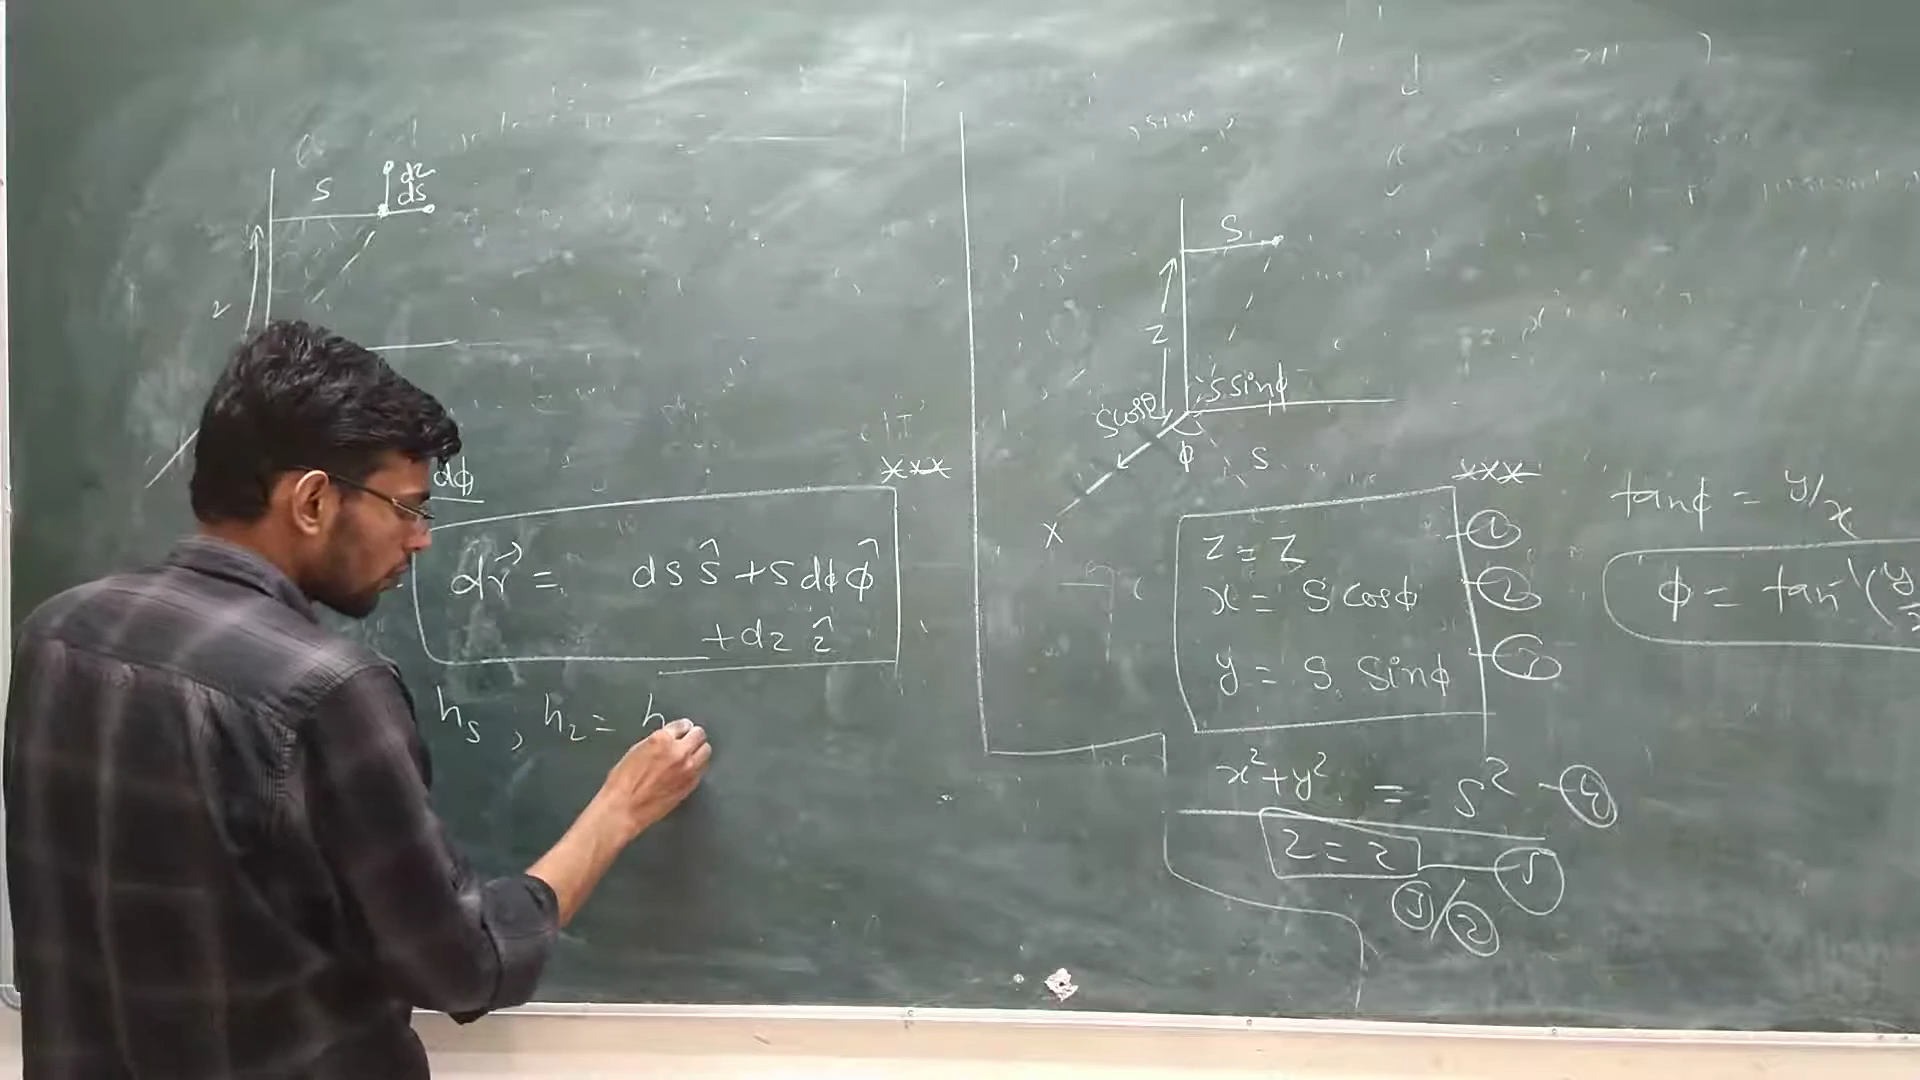 S
dz
ds
z
dφ
***
dr⃗ = ds ŝ + s dφ φ̂
+ dz ẑ
h_s , h_z = h
S
z
s cosφ
s sinφ
φ
S
x
***
z = z ①
x = s cosφ ②
y = s sinφ ③
x² + y² = s² - ④
z = z - ⑤
③/②
tanφ = y/x
φ = tan⁻¹(y